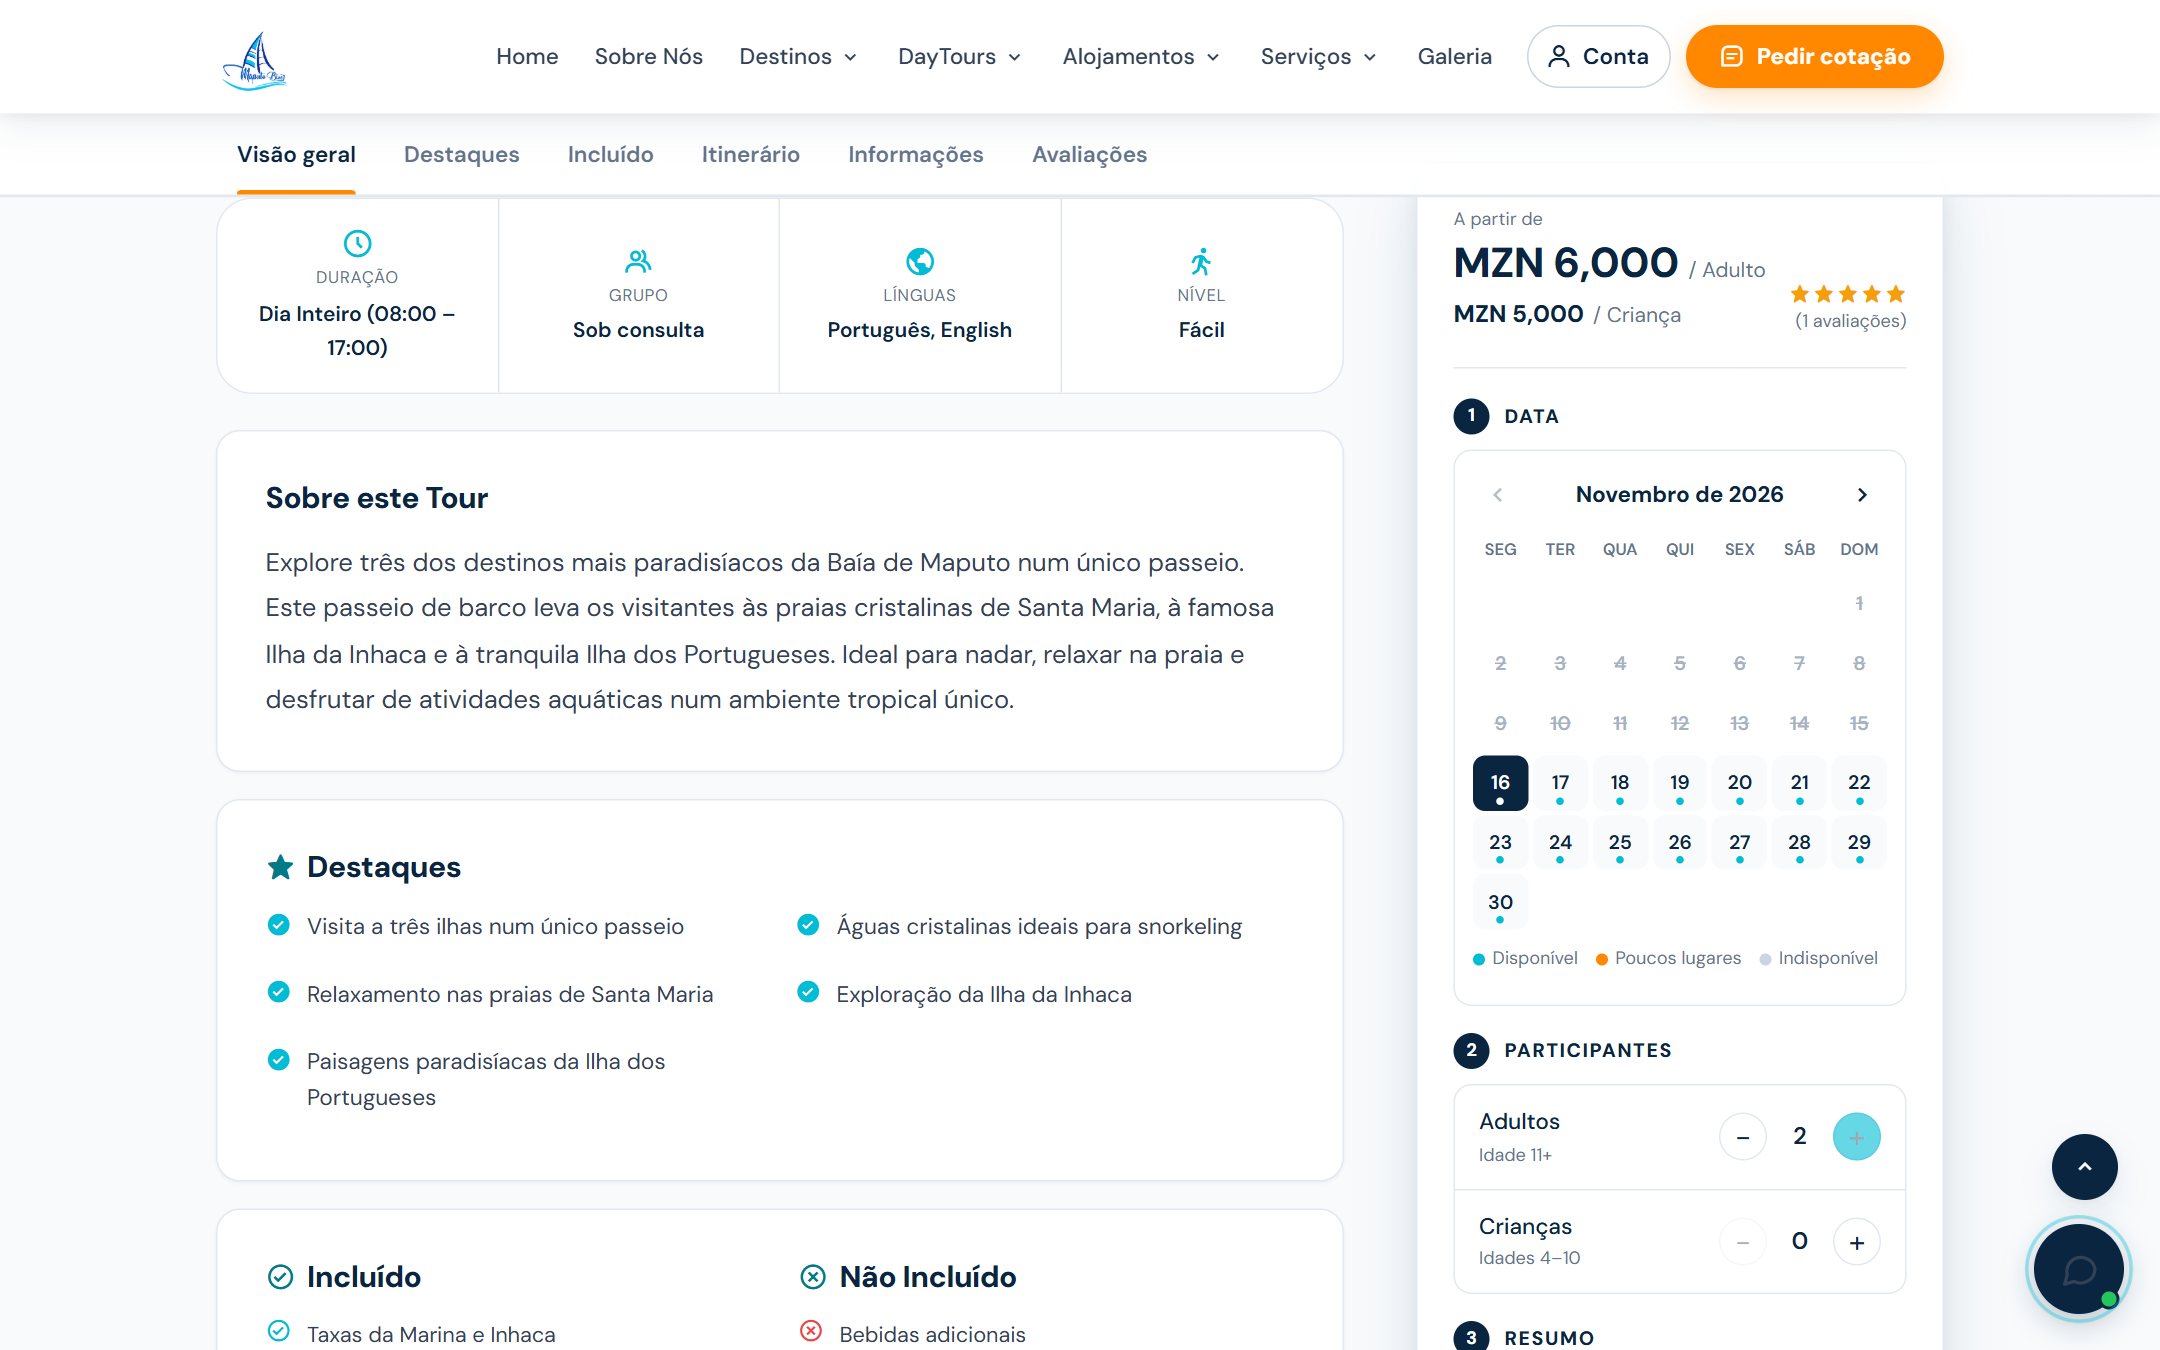 Maputo Blaiz
Home
Sobre Nós
Destinos
DayTours
Alojamentos
Serviços
Galeria
Conta
Pedir cotação
Visão geral
Destaques
Incluído
Itinerário
Informações
Avaliações
DURAÇÃO
Dia Inteiro (08:00 –
17:00)
GRUPO
Sob consulta
LÍNGUAS
Português, English
NÍVEL
Fácil
Sobre este Tour
Explore três dos destinos mais paradisíacos da Baía de Maputo num único passeio.
Este passeio de barco leva os visitantes às praias cristalinas de Santa Maria, à famosa
Ilha da Inhaca e à tranquila Ilha dos Portugueses. Ideal para nadar, relaxar na praia e
desfrutar de atividades aquáticas num ambiente tropical único.
Destaques
Visita a três ilhas num único passeio
Águas cristalinas ideais para snorkeling
Relaxamento nas praias de Santa Maria
Exploração da Ilha da Inhaca
Paisagens paradisíacas da Ilha dos
Portugueses
Incluído
Taxas da Marina e Inhaca
Não Incluído
Bebidas adicionais
A partir de
MZN 6,000 / Adulto
MZN 5,000 / Criança
(1 avaliações)
1 DATA
Novembro de 2026
SEG TER QUA QUI SEX SÁB DOM
1
2 3 4 5 6 7 8
9 10 11 12 13 14 15
16 17 18 19 20 21 22
23 24 25 26 27 28 29
30
Disponível Poucos lugares Indisponível
2 PARTICIPANTES
Adultos
Idade 11+
− 2 +
Crianças
Idades 4–10
− 0 +
3 RESUMO